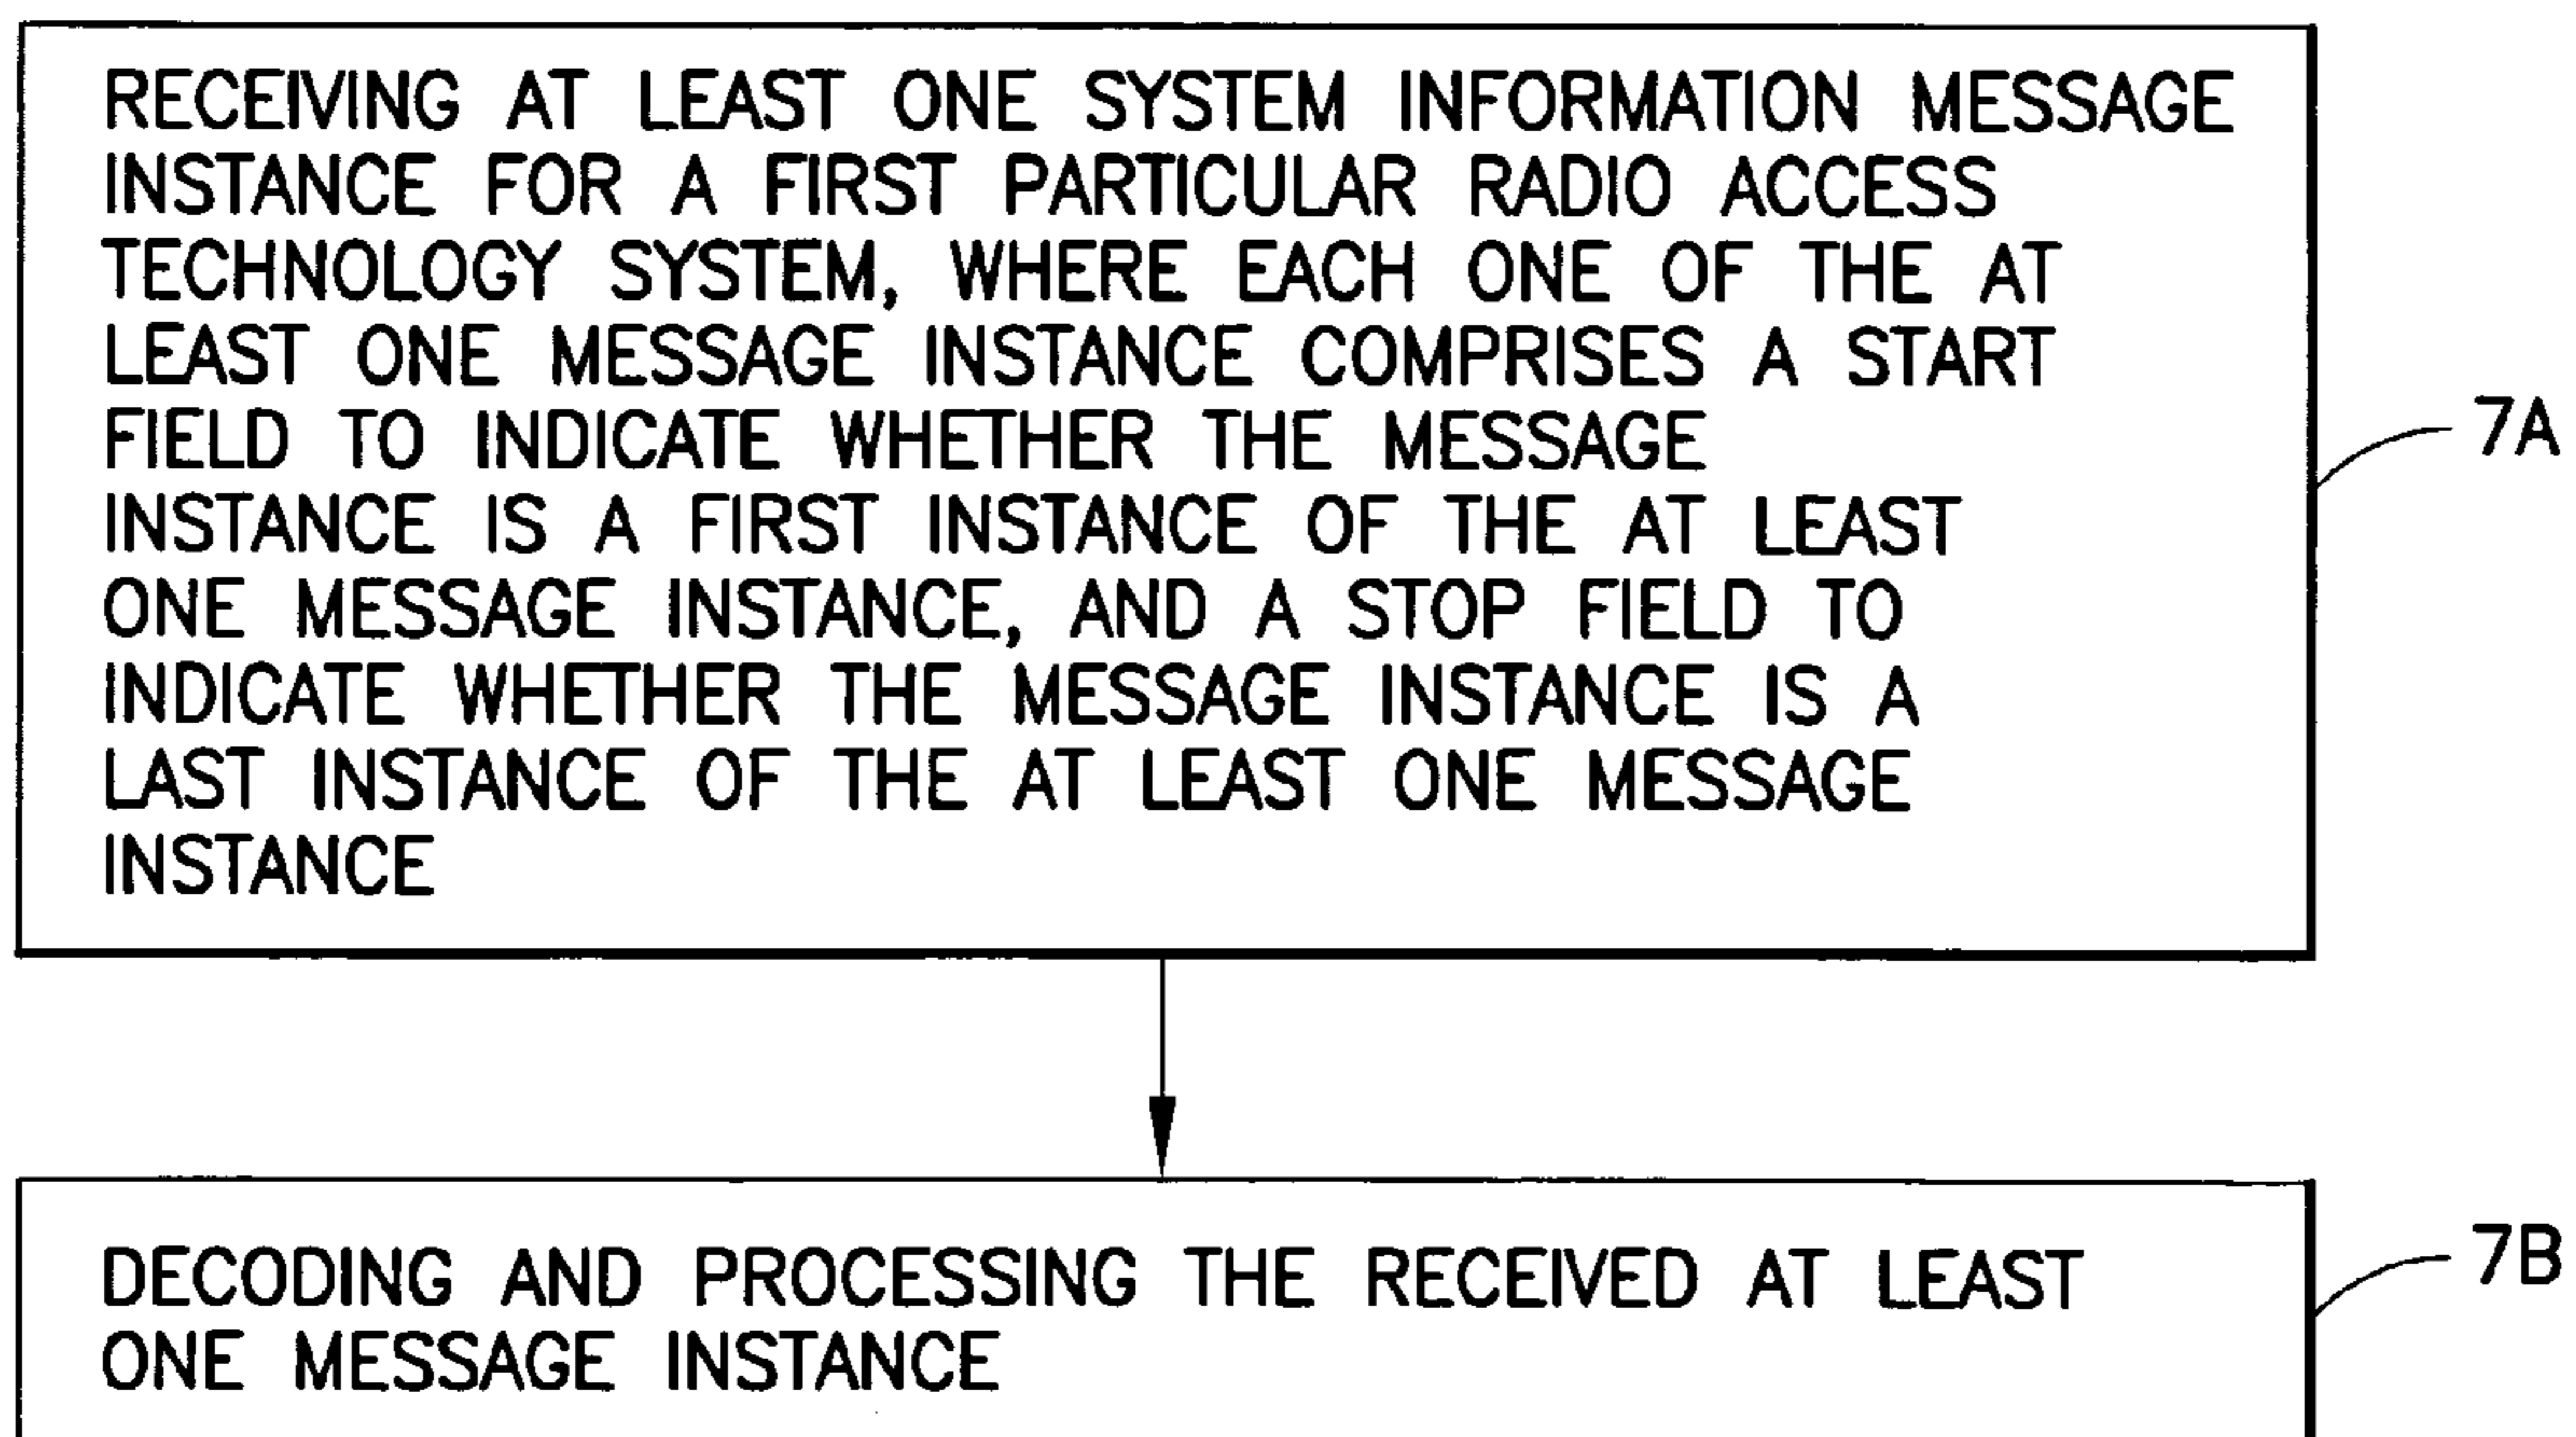 RECEIVING AT LEAST ONE SYSTEM INFORMATION MESSAGE
INSTANCE FOR A FIRST PARTICULAR RADIO ACCESS
TECHNOLOGY SYSTEM, WHERE EACH ONE OF THE AT
LEAST ONE MESSAGE INSTANCE COMPRISES A START
FIELD TO INDICATE WHETHER THE MESSAGE
INSTANCE IS A FIRST INSTANCE OF THE AT LEAST
ONE MESSAGE INSTANCE, AND A STOP FIELD TO
INDICATE WHETHER THE MESSAGE INSTANCE IS A
LAST INSTANCE OF THE AT LEAST ONE MESSAGE
INSTANCE
7A
DECODING AND PROCESSING THE RECEIVED AT LEAST
ONE MESSAGE INSTANCE
7B